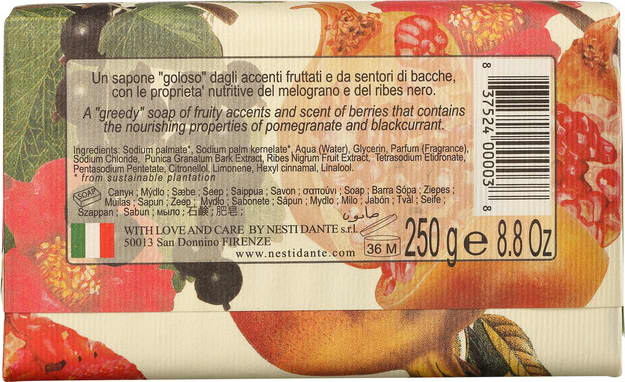 Un sapone "goloso" dagli accenti fruttati e da sentori di bacche,
con le proprieta' nutritive del melograno e del ribes nero.
A "greedy" soap of fruity accents and scent of berries that contains
the nourishing properties of pomegranate and blackcurrant.
Ingredients: Sodium palmate*, Sodium palm kernelate*, Aqua (Water), Glycerin, Parfum (Fragrance),
Sodium Chloride, Punica Granatum Bark Extract, Ribes Nigrum Fruit Extract, Tetrasodium Etidronate,
Pentasodium Pentetate, Citronellol, Limonene, Hexyl cinnamal, Linalool.
* from sustainable plantation
SOAP
Сапун ; Mýdlo ; Sæbe ; Seep ; Saippua ; Savon ; σαπούνι ; Soap ; Barra Sópa ; Ziepes ;
Muilas ; Sapun ; Zeep ; Mydło ; Sabonete ; Săpun ; Mydlo ; Milo ; Jabón ; Tvål ; Seife ;
Szappan ; Sabun ; мыло ; 石鹸 ; 肥皂 ; صابون
WITH LOVE AND CARE BY NESTI DANTE s.r.l.
50013 San Donnino FIRENZE
www.nestidante.com
36 M
250 g e 8.8 Oz
8 37524 00003 8